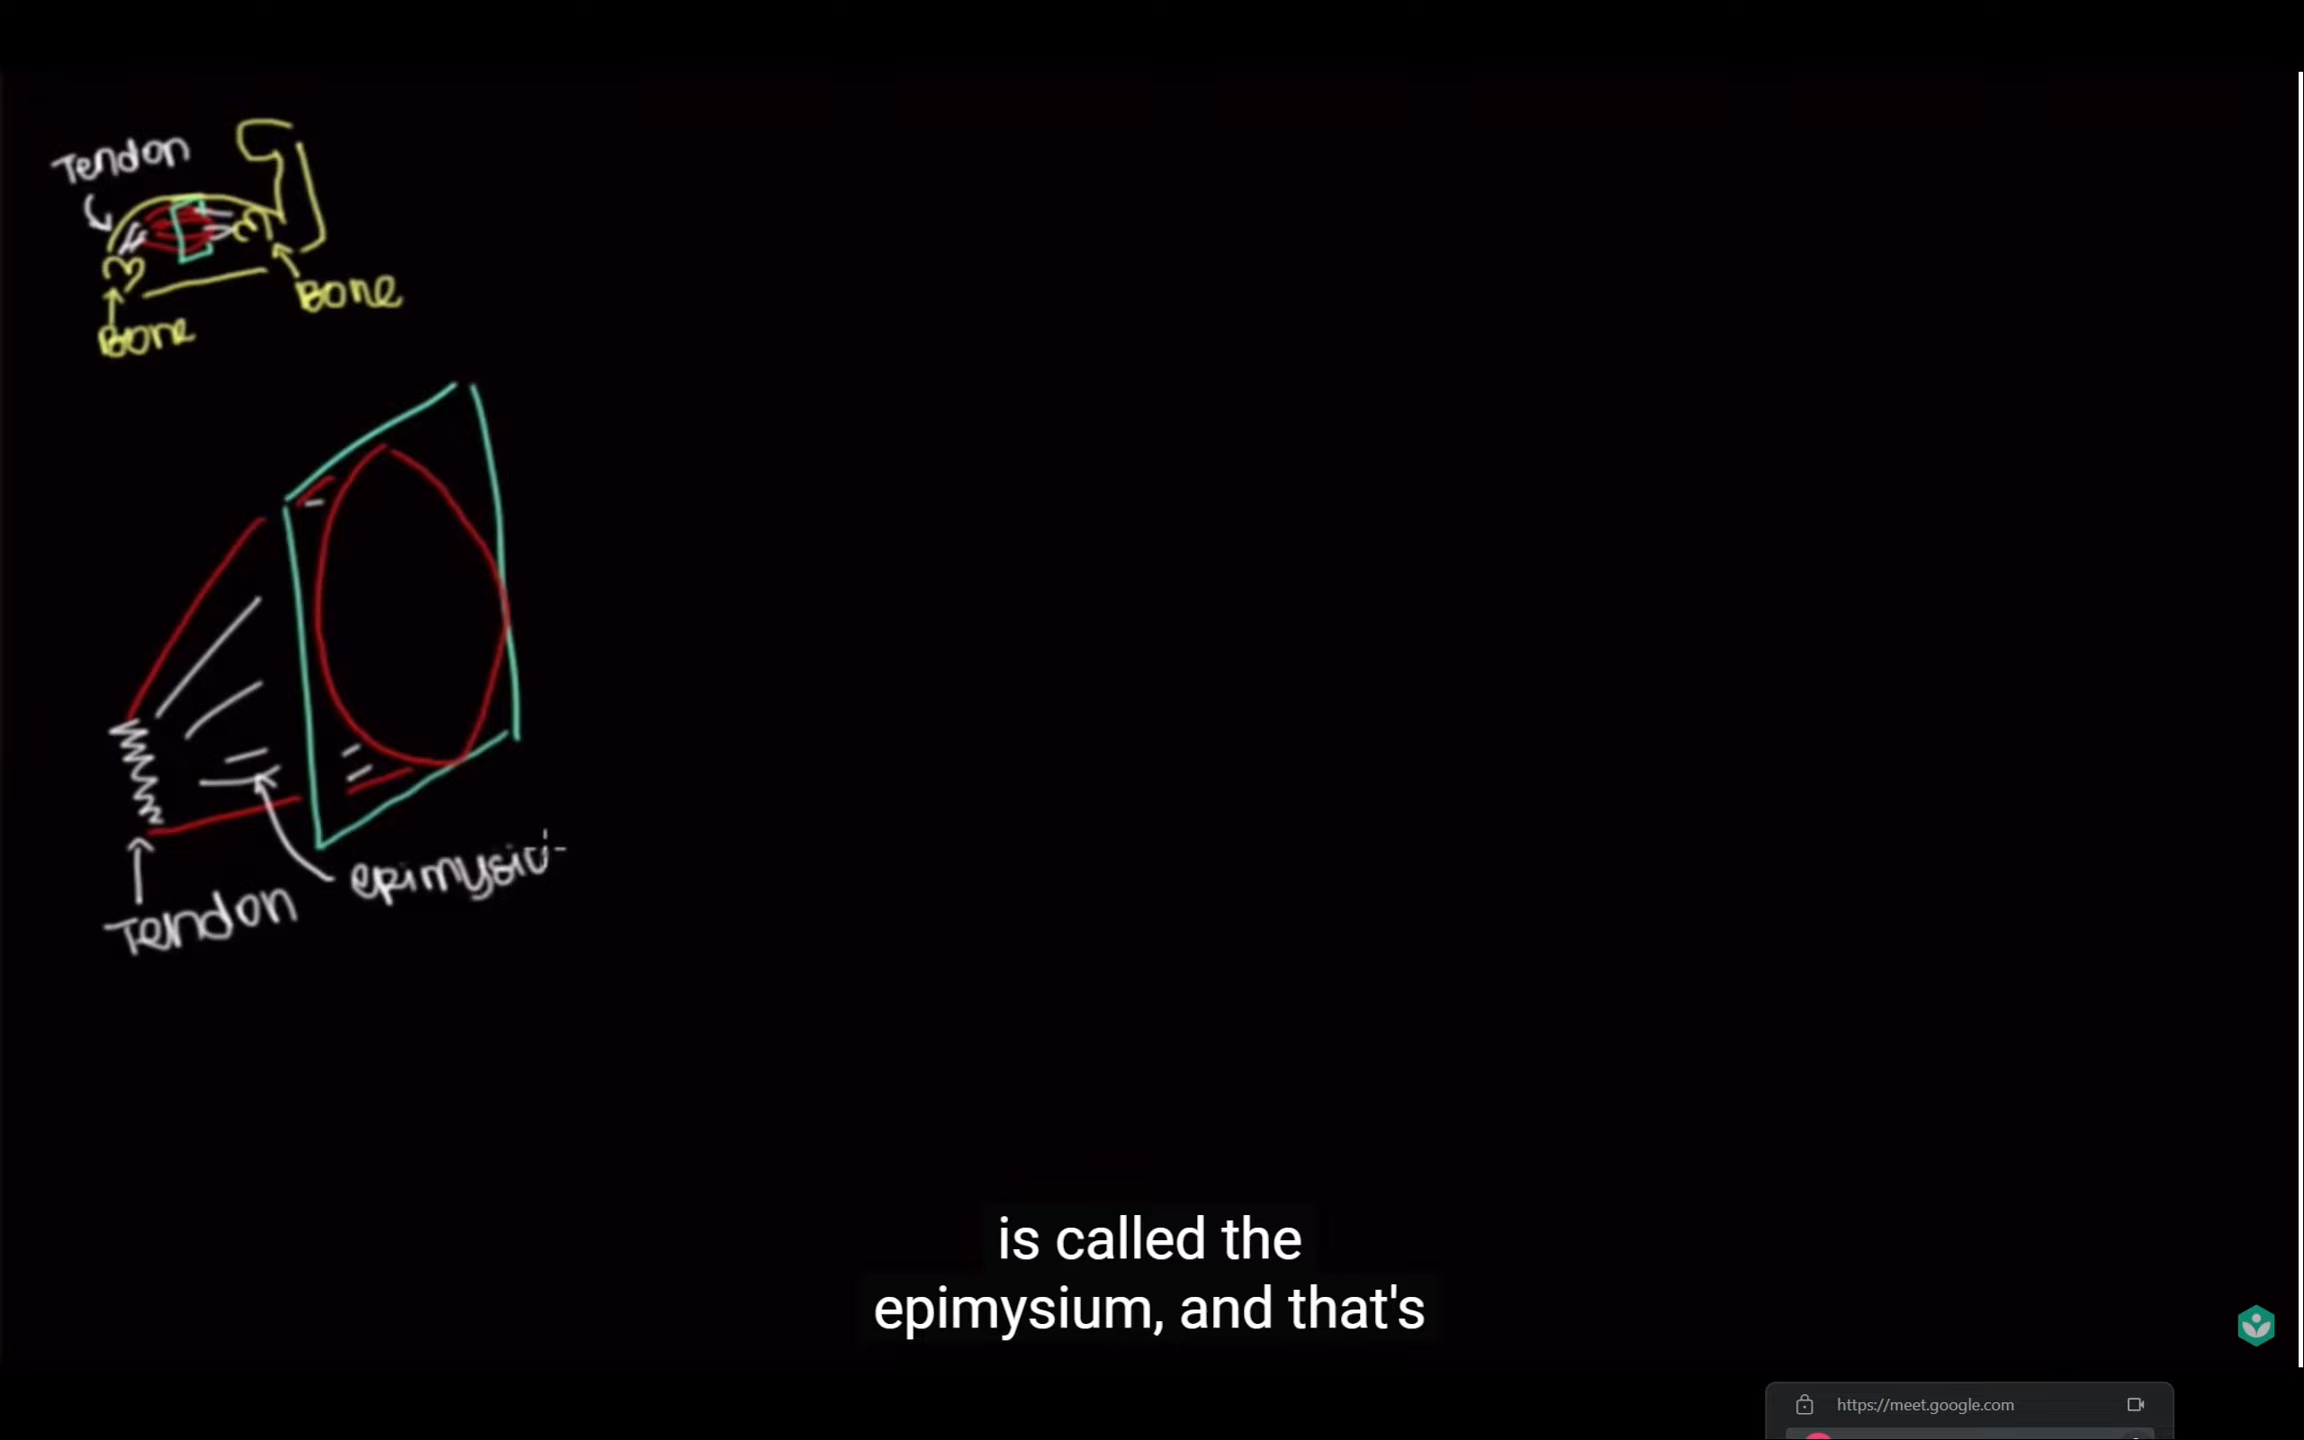 Tendon
Bone
Bone
epimysiu
Tendon
is called the
epimysium, and that's
https://meet.google.com